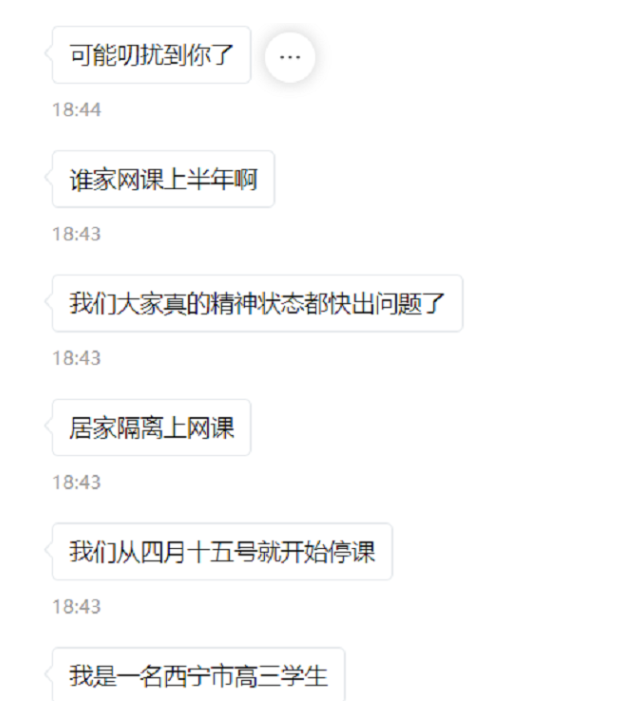 可能叨扰到你了
18:44
谁家网课上半年啊
18:43
我们大家真的精神状态都快出问题了
18:43
居家隔离上网课
18:43
我们从四月十五号就开始停课
18:43
我是一名西宁市高三学生